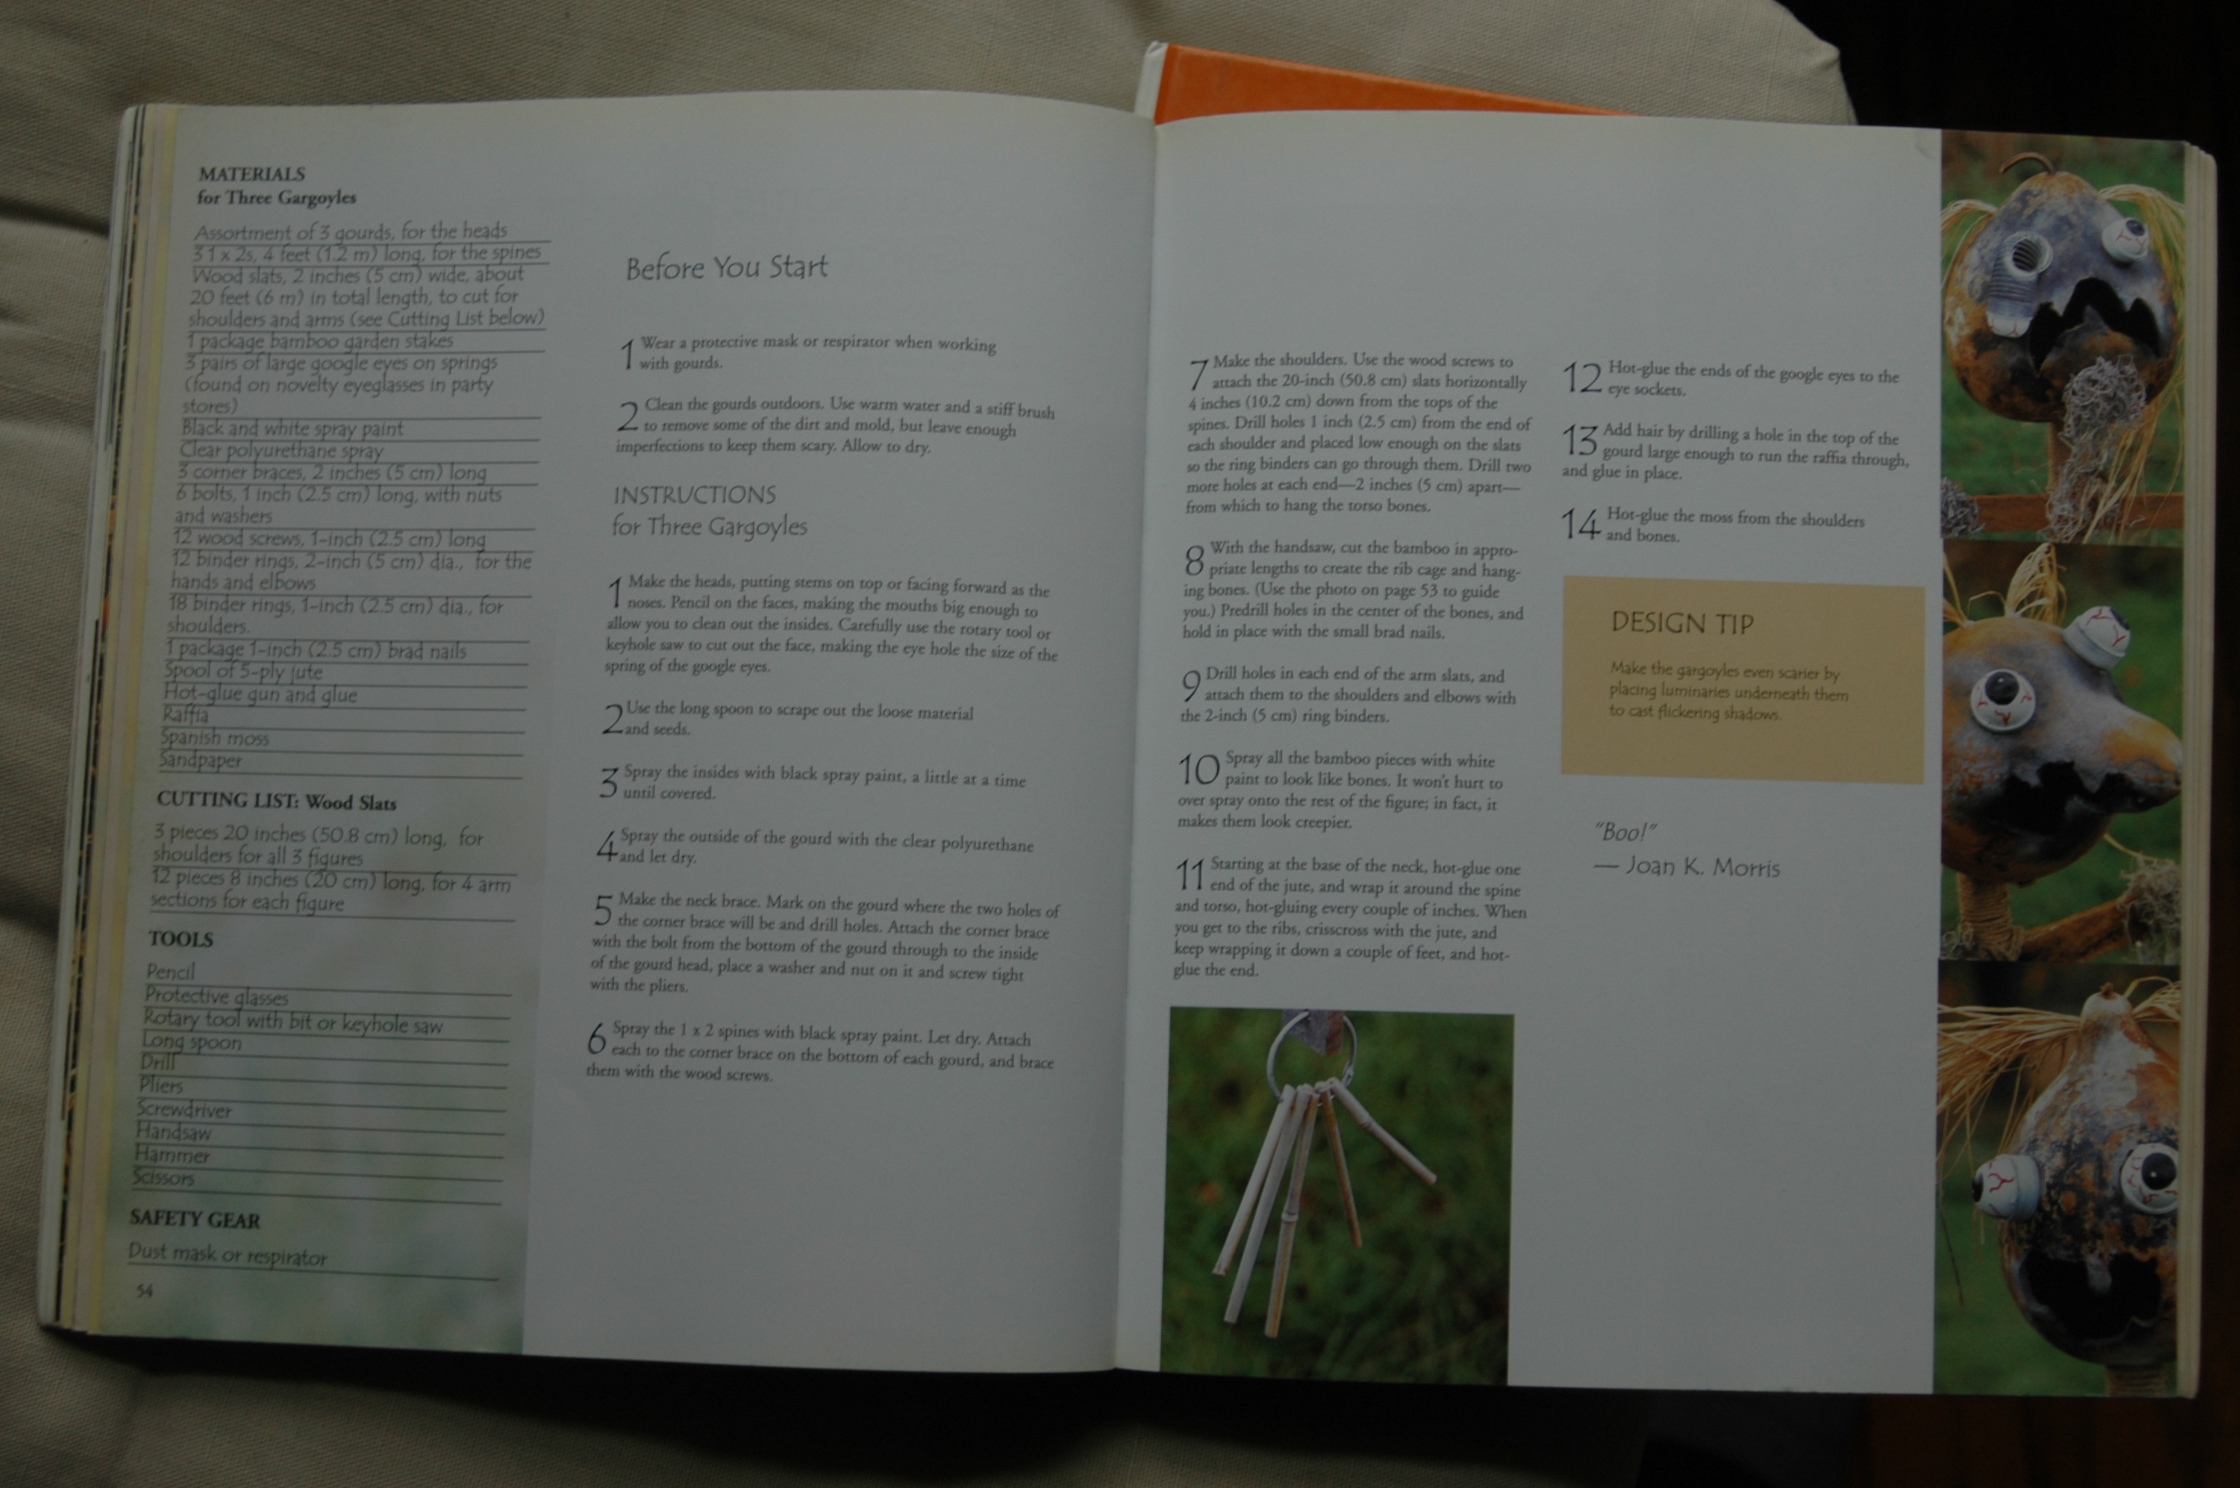 MATERIALS
for Three Gargoyles
Assortment of 3 gourds, for the heads
3 1 x 2s, 4 feet (1.2 m) long, for the spines
Wood slats, 2 inches (5 cm) wide, about
20 feet (6 m) in total length, to cut for
shoulders and arms (see Cutting List below)
1 package bamboo garden stakes
3 pairs of large google eyes on springs
(found on novelty eyeglasses in party
stores)
Black and white spray paint
Clear polyurethane spray
3 corner braces, 2 inches (5 cm) long
6 bolts, 1 inch (2.5 cm) long, with nuts
and washers
12 wood screws, 1-inch (2.5 cm) long
12 binder rings, 2-inch (5 cm) dia., for the
hands and elbows
18 binder rings, 1-inch (2.5 cm) dia., for
shoulders.
1 package 1-inch (2.5 cm) brad nails
Spool of 5-ply jute
Hot-glue gun and glue
Raffia
Spanish moss
Sandpaper
CUTTING LIST: Wood Slats
3 pieces 20 inches (50.8 cm) long, for
shoulders for all 3 figures
12 pieces 8 inches (20 cm) long, for 4 arm
sections for each figure
TOOLS
Pencil
Protective glasses
Rotary tool with bit or keyhole saw
Long spoon
Drill
Pliers
Screwdriver
Handsaw
Hammer
Scissors
SAFETY GEAR
Dust mask or respirator
54
Before You Start
1 Wear a protective mask or respirator when working
with gourds.
2 Clean the gourds outdoors. Use warm water and a stiff brush
to remove some of the dirt and mold, but leave enough
imperfections to keep them scary. Allow to dry.
INSTRUCTIONS
for Three Gargoyles
1 Make the heads, putting stems on top or facing forward as the
noses. Pencil on the faces, making the mouths big enough to
allow you to clean out the insides. Carefully use the rotary tool or
keyhole saw to cut out the face, making the eye hole the size of the
spring of the google eyes.
2 Use the long spoon to scrape out the loose material
and seeds.
3 Spray the insides with black spray paint, a little at a time
until covered.
4 Spray the outside of the gourd with the clear polyurethane
and let dry.
5 Make the neck brace. Mark on the gourd where the two holes of
the corner brace will be and drill holes. Attach the corner brace
with the bolt from the bottom of the gourd through to the inside
of the gourd head, place a washer and nut on it and screw tight
with the pliers.
6 Spray the 1 x 2 spines with black spray paint. Let dry. Attach
each to the corner brace on the bottom of each gourd, and brace
them with the wood screws.
7 Make the shoulders. Use the wood screws to
attach the 20-inch (50.8 cm) slats horizontally
4 inches (10.2 cm) down from the tops of the
spines. Drill holes 1 inch (2.5 cm) from the end of
each shoulder and placed low enough on the slats
so the ring binders can go through them. Drill two
more holes at each end—2 inches (5 cm) apart—
from which to hang the torso bones.
8 With the handsaw, cut the bamboo in appro-
priate lengths to create the rib cage and hang-
ing bones. (Use the photo on page 53 to guide
you.) Predrill holes in the center of the bones, and
hold in place with the small brad nails.
9 Drill holes in each end of the arm slats, and
attach them to the shoulders and elbows with
the 2-inch (5 cm) ring binders.
10 Spray all the bamboo pieces with white
paint to look like bones. It won't hurt to
over spray onto the rest of the figure; in fact, it
makes them look creepier.
11 Starting at the base of the neck, hot-glue one
end of the jute, and wrap it around the spine
and torso, hot-gluing every couple of inches. When
you get to the ribs, crisscross with the jute, and
keep wrapping it down a couple of feet, and hot-
glue the end.
12 Hot-glue the ends of the google eyes to the
eye sockets.
13 Add hair by drilling a hole in the top of the
gourd large enough to run the raffia through,
and glue in place.
14 Hot-glue the moss from the shoulders
and bones.
DESIGN TIP
Make the gargoyles even scarier by
placing luminaries underneath them
to cast flickering shadows.
"Boo!"
— Joan K. Morris